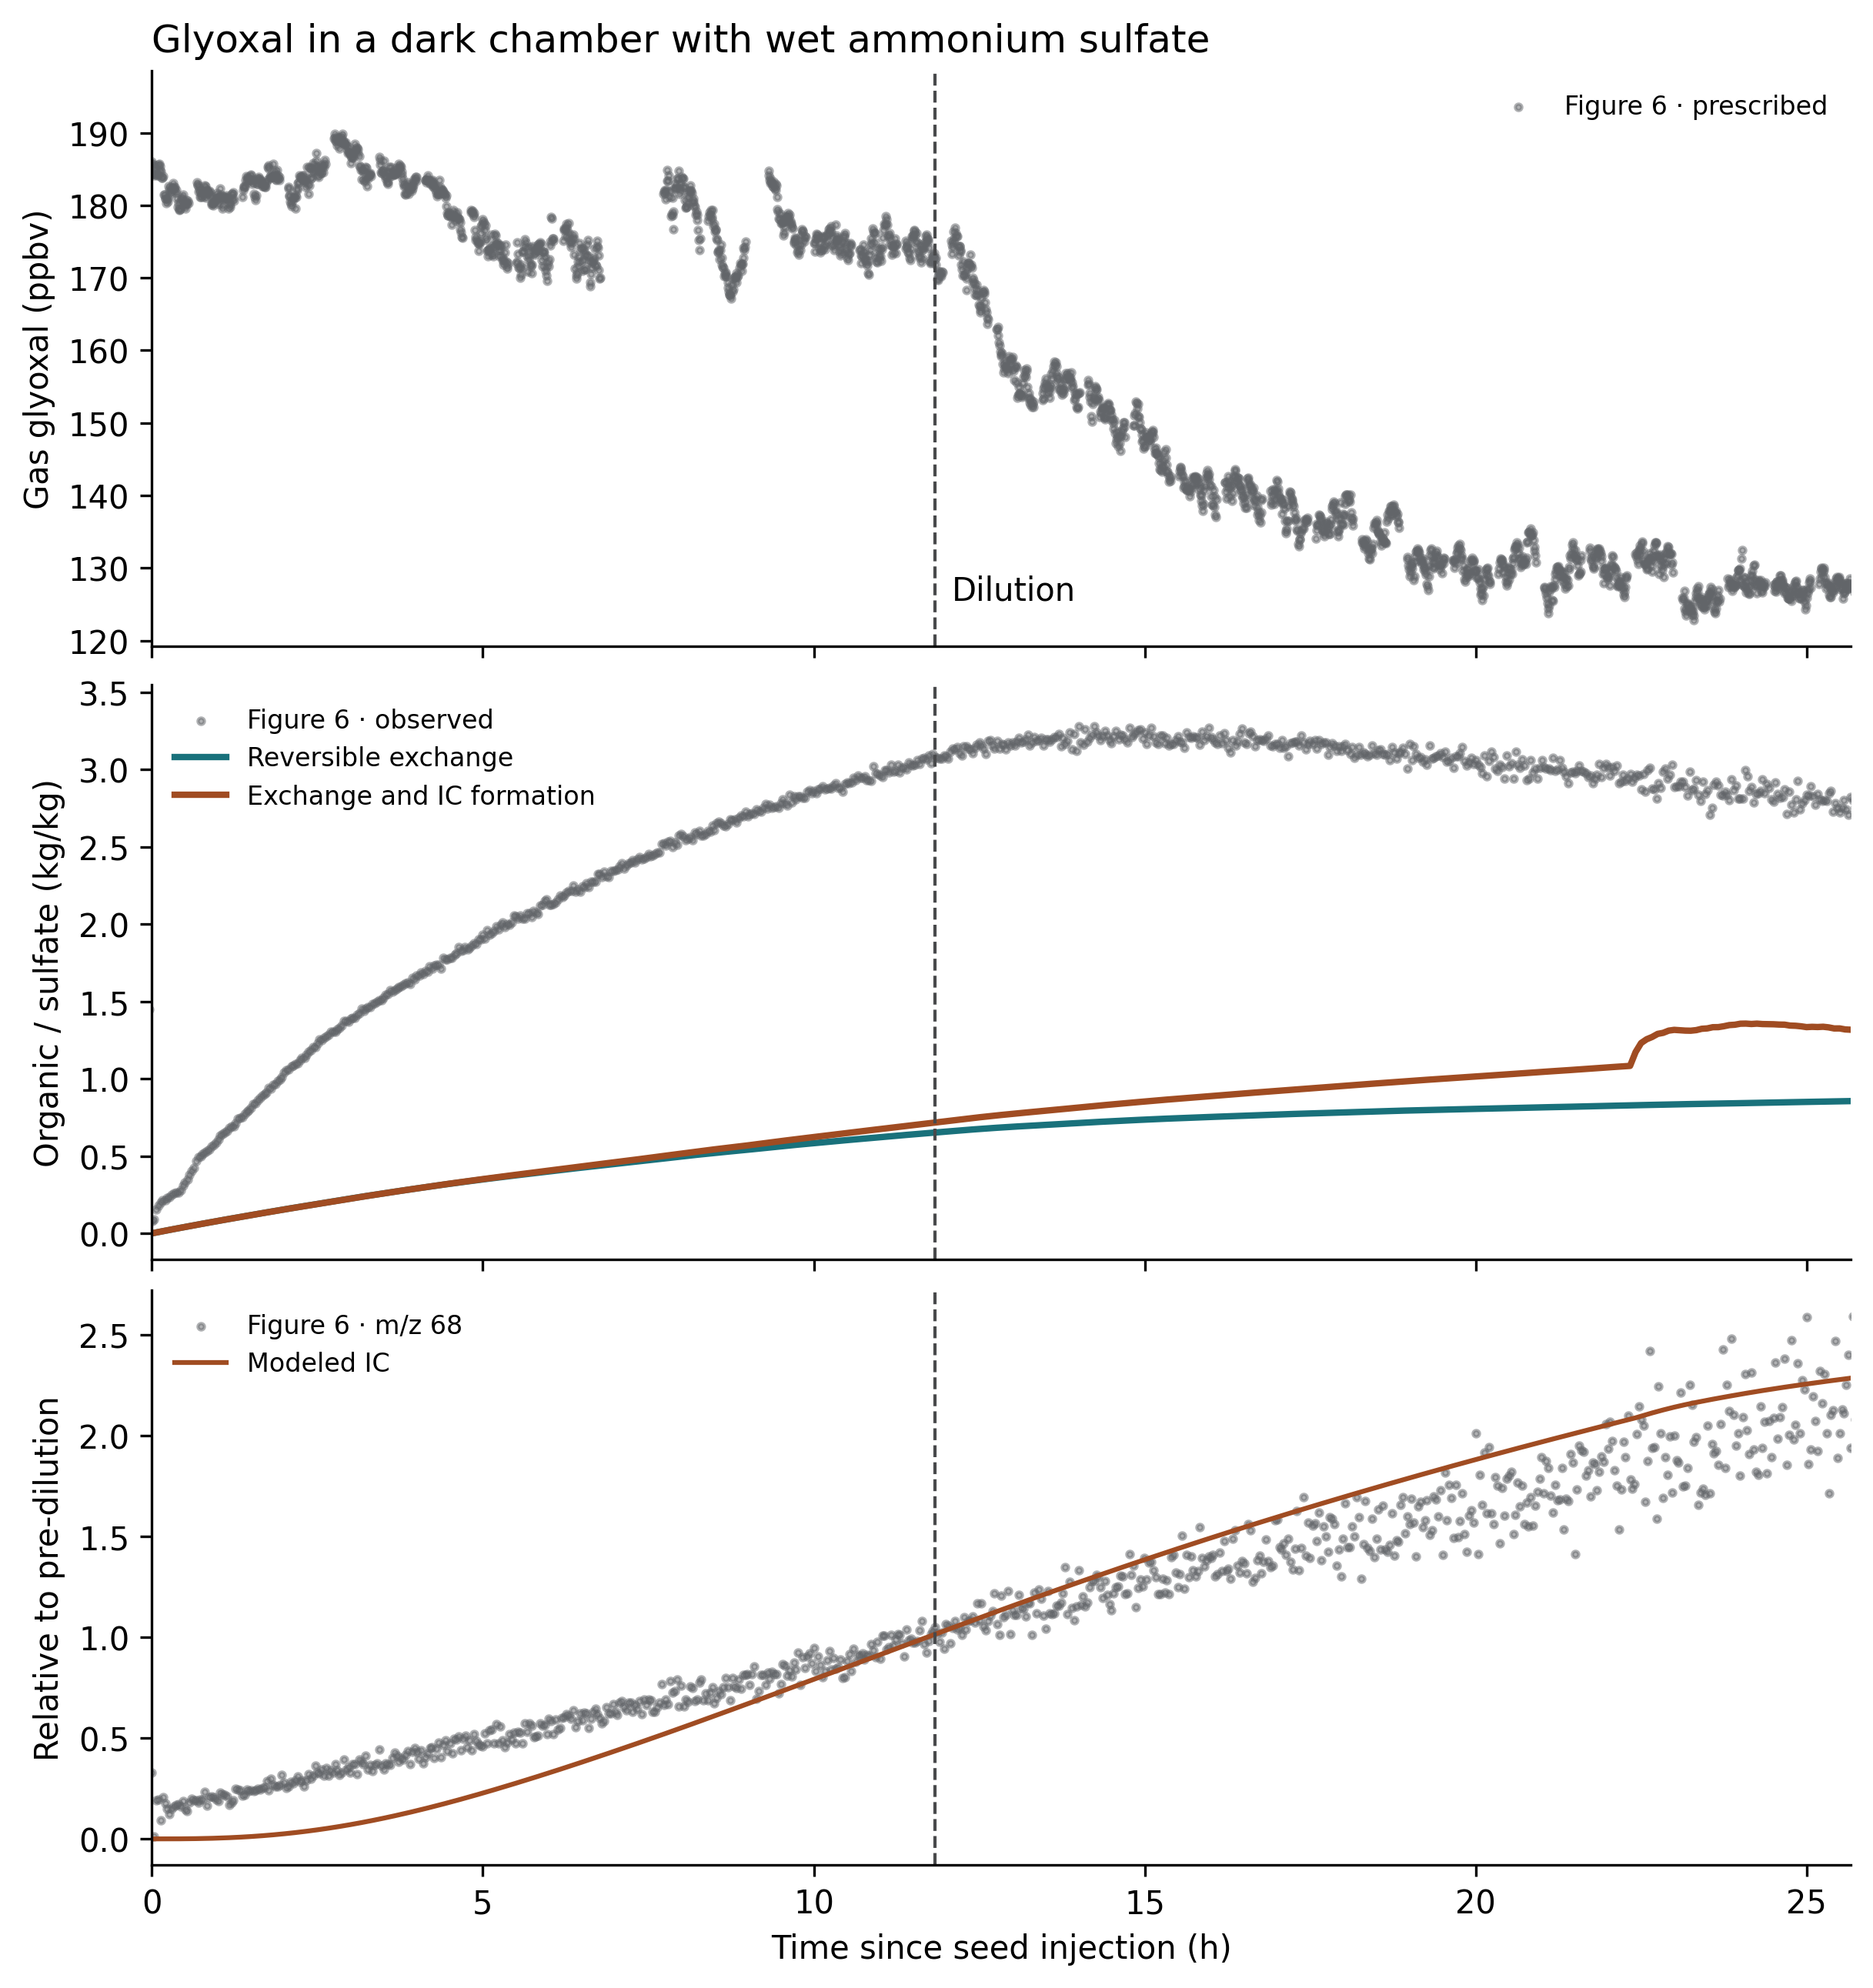 Glyoxal in a dark chamber with wet ammonium sulfate
Figure 6 · prescribed
190
180
170
160
150
140
130
120
Gas glyoxal (ppbv)
Dilution
3.5
3.0
2.5
2.0
1.5
1.0
0.5
0.0
Organic / sulfate (kg/kg)
Figure 6 · observed
Reversible exchange
Exchange and IC formation
2.5
2.0
1.5
1.0
0.5
0.0
Relative to pre-dilution
Figure 6 · m/z 68
Modeled IC
0 5 10 15 20 25
Time since seed injection (h)